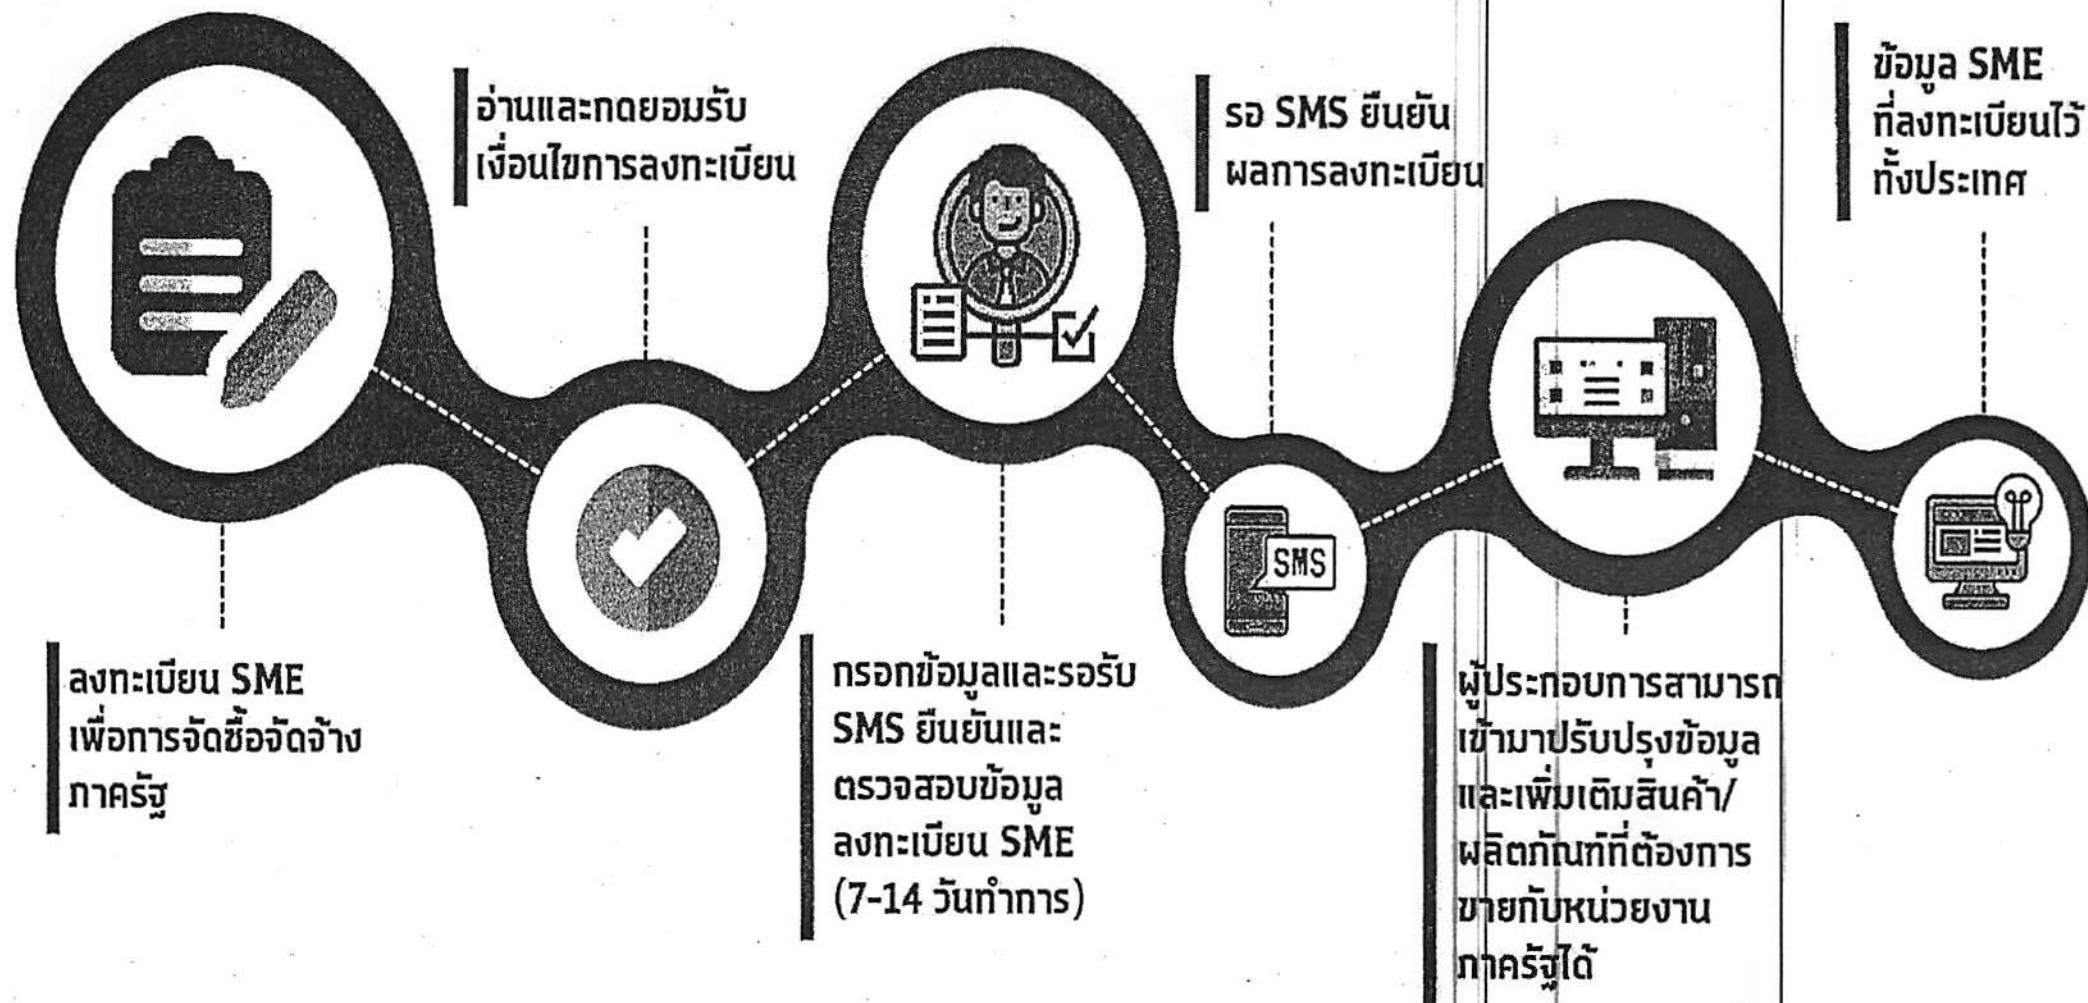 ลงทะเบียน SME
เพื่อการจัดซื้อจัดจ้าง
ภาครัฐ
อ่านและกดยอมรับ
เงื่อนไขการลงทะเบียน
กรอกข้อมูลและรอรับ
SMS ยืนยันและ
ตรวจสอบข้อมูล
ลงทะเบียน SME
(7-14 วันทำการ)
รอ SMS ยืนยัน
ผลการลงทะเบียน
SMS
ผู้ประกอบการสามารถ
เข้ามาปรับปรุงข้อมูล
และเพิ่มเติมสินค้า/
ผลิตภัณฑ์ที่ต้องการ
ขายกับหน่วยงาน
ภาครัฐได้
ข้อมูล SME
ที่ลงทะเบียนไว้
ทั้งประเทศ